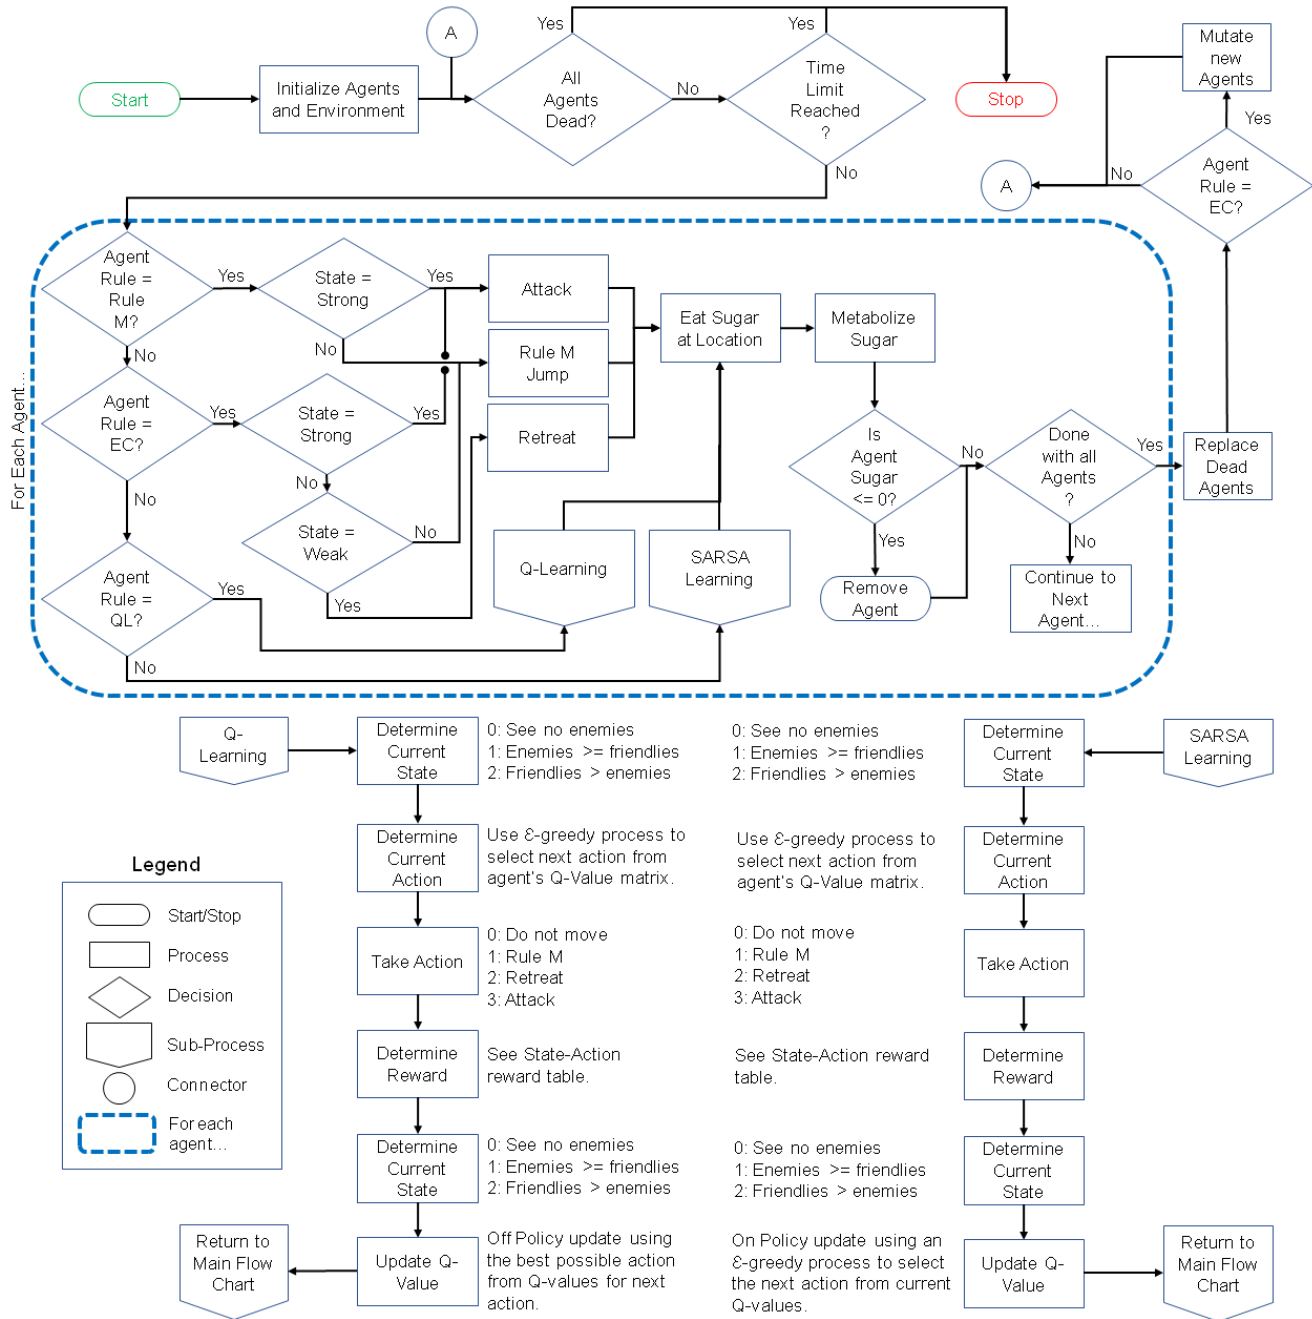 Yes
Yes
A
Mutate
new
Agents
Start
Initialize Agents
and Environment
All
Agents
Dead?
No
Time
Limit
Reached
?
Stop
Yes
No
A
No
Agent
Rule =
EC?
For Each Agent...
Agent
Rule =
Rule
M?
Yes
State =
Strong
Yes
Attack
Eat Sugar
at Location
Metabolize
Sugar
No
No
Rule M
Jump
Agent
Rule =
EC?
Yes
State =
Strong
Yes
Retreat
Is
Agent
Sugar
<= 0?
No
Done
with all
Agents
?
Yes
Replace
Dead
Agents
No
No
State =
Weak
No
Yes
Q-Learning
SARSA
Learning
Yes
No
Agent
Rule =
QL?
Yes
No
Remove
Agent
Continue to
Next
Agent...
Q-
Learning
Determine
Current
State
0: See no enemies
1: Enemies >= friendlies
2: Friendlies > enemies
0: See no enemies
1: Enemies >= friendlies
2: Friendlies > enemies
Determine
Current
State
SARSA
Learning
Determine
Current
Action
Use Ɛ-greedy process to
select next action from
agent's Q-Value matrix.
Use Ɛ-greedy process to
select next action from
agent's Q-Value matrix.
Determine
Current
Action
Legend
Start/Stop
Process
Decision
Sub-Process
Connector
For each
agent...
Take Action
0: Do not move
1: Rule M
2: Retreat
3: Attack
0: Do not move
1: Rule M
2: Retreat
3: Attack
Take Action
Determine
Reward
See State-Action
reward table.
See State-Action reward
table.
Determine
Reward
Determine
Current
State
0: See no enemies
1: Enemies >= friendlies
2: Friendlies > enemies
0: See no enemies
1: Enemies >= friendlies
2: Friendlies > enemies
Determine
Current
State
Return to
Main Flow
Chart
Update Q-
Value
Off Policy update using
the best possible action
from Q-values for next
action.
On Policy update using an
Ɛ-greedy process to select
the next action from current
Q-values.
Update Q-
Value
Return to
Main Flow
Chart